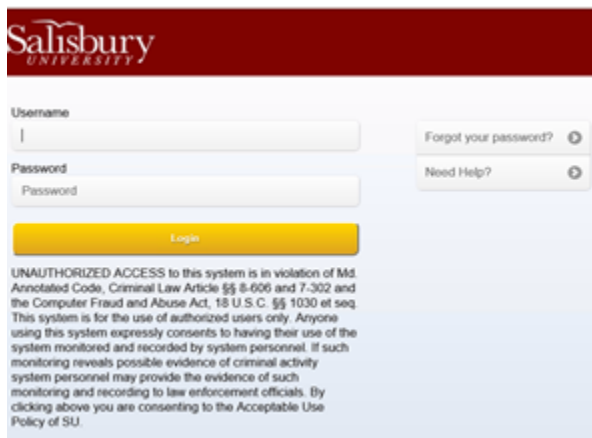 Salisbury
UNIVERSITY
Username
Password
Password
Login
Forgot your password?
Need Help?
UNAUTHORIZED ACCESS to this system is in violation of Md.
Annotated Code, Criminal Law Article §§ 8-606 and 7-302 and
the Computer Fraud and Abuse Act, 18 U.S.C. §§ 1030 et seq.
This system is for the use of authorized users only. Anyone
using this system expressly consents to having their use of the
system monitored and recorded by system personnel. If such
monitoring reveals possible evidence of criminal activity
system personnel may provide the evidence of such
monitoring and recording to law enforcement officials. By
clicking above you are consenting to the Acceptable Use
Policy of SU.